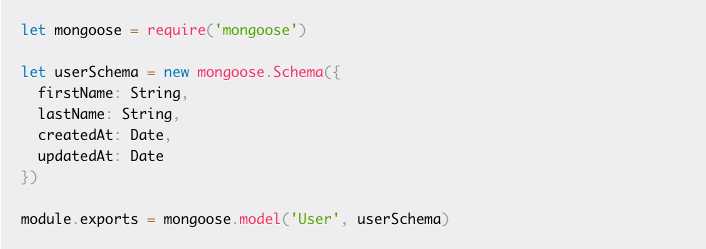 let mongoose = require('mongoose')
let userSchema = new mongoose.Schema({
  firstName: String,
  lastName: String,
  createdAt: Date,
  updatedAt: Date
})
module.exports = mongoose.model('User', userSchema)